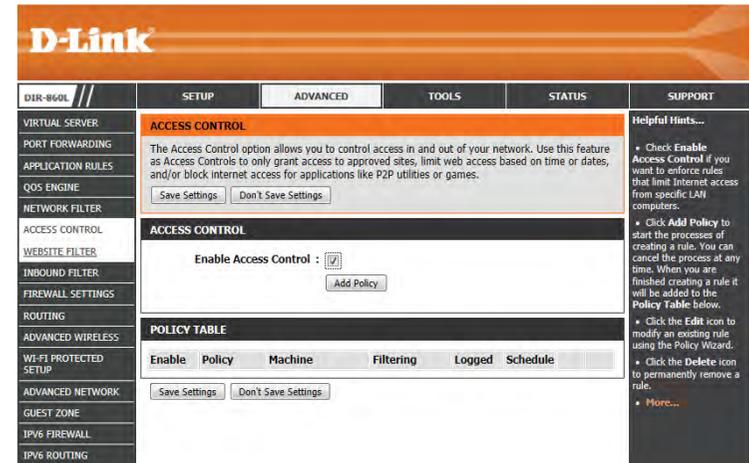 D-Link
DIR-860L
SETUP
ADVANCED
TOOLS
STATUS
SUPPORT
VIRTUAL SERVER
PORT FORWARDING
APPLICATION RULES
QOS ENGINE
NETWORK FILTER
ACCESS CONTROL
WEBSITE FILTER
INBOUND FILTER
FIREWALL SETTINGS
ROUTING
ADVANCED WIRELESS
WI-FI PROTECTED
SETUP
ADVANCED NETWORK
GUEST ZONE
IPV6 FIREWALL
IPV6 ROUTING
ACCESS CONTROL
The Access Control option allows you to control access in and out of your network. Use this feature
as Access Controls to only grant access to approved sites, limit web access based on time or dates,
and/or block internet access for applications like P2P utilities or games.
Save Settings Don't Save Settings
ACCESS CONTROL
Enable Access Control :
Add Policy
POLICY TABLE
Enable Policy Machine Filtering Logged Schedule
Save Settings Don't Save Settings
Helpful Hints...
• Check Enable
Access Control if you
want to enforce rules
that limit Internet access
from specific LAN
computers.
• Click Add Policy to
start the processes of
creating a rule. You can
cancel the process at any
time. When you are
finished creating a rule it
will be added to the
Policy Table below.
• Click the Edit icon to
modify an existing rule
using the Policy Wizard.
• Click the Delete icon
to permanently remove a
rule.
• More...